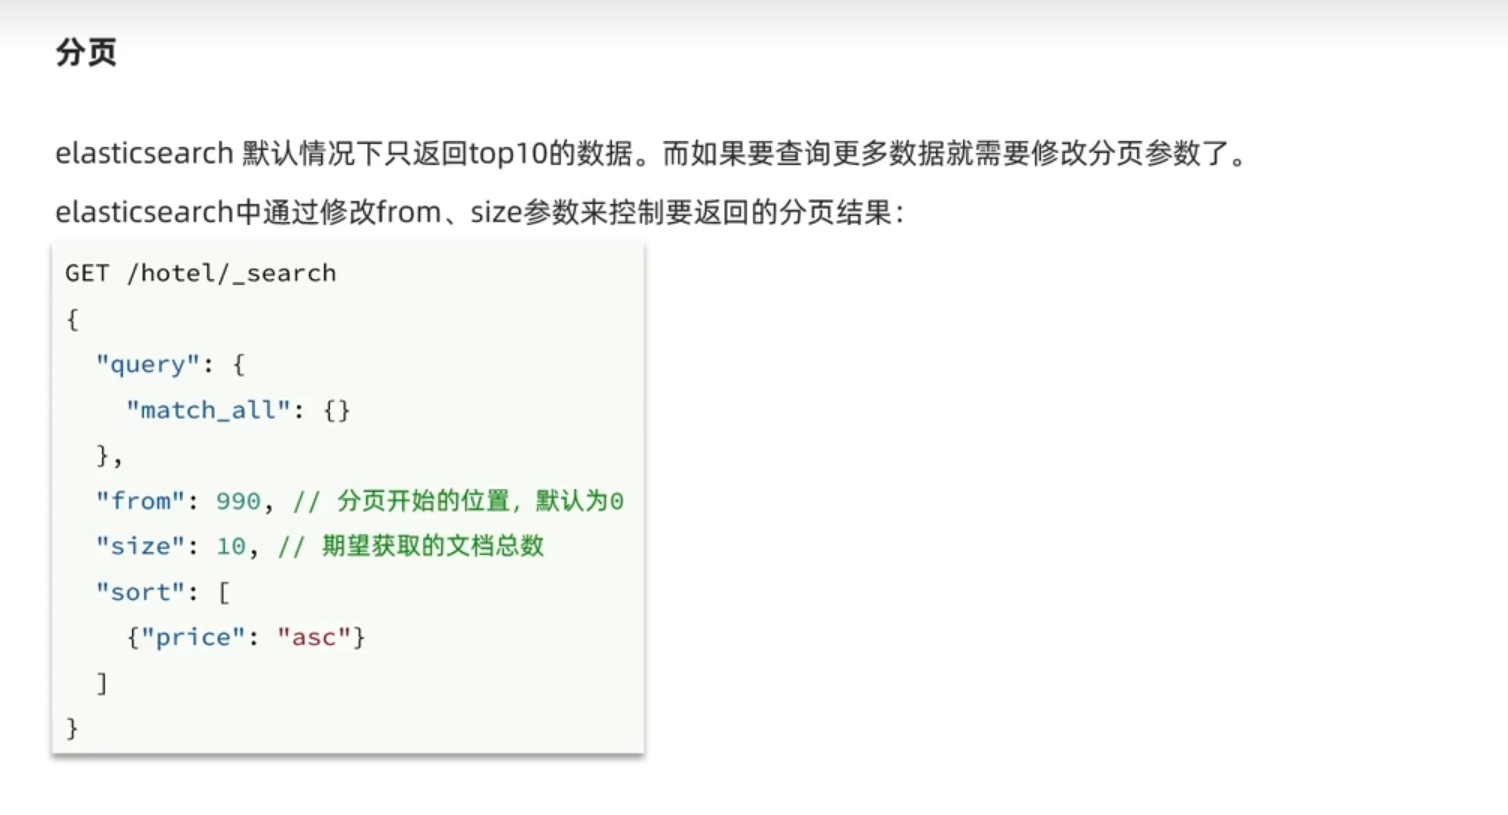 分页
elasticsearch 默认情况下只返回top10的数据。而如果要查询更多数据就需要修改分页参数了。
elasticsearch中通过修改from、size参数来控制要返回的分页结果：
GET /hotel/_search
{
  "query": {
    "match_all": {}
  },
  "from": 990, // 分页开始的位置，默认为0
  "size": 10, // 期望获取的文档总数
  "sort": [
    {"price": "asc"}
  ]
}